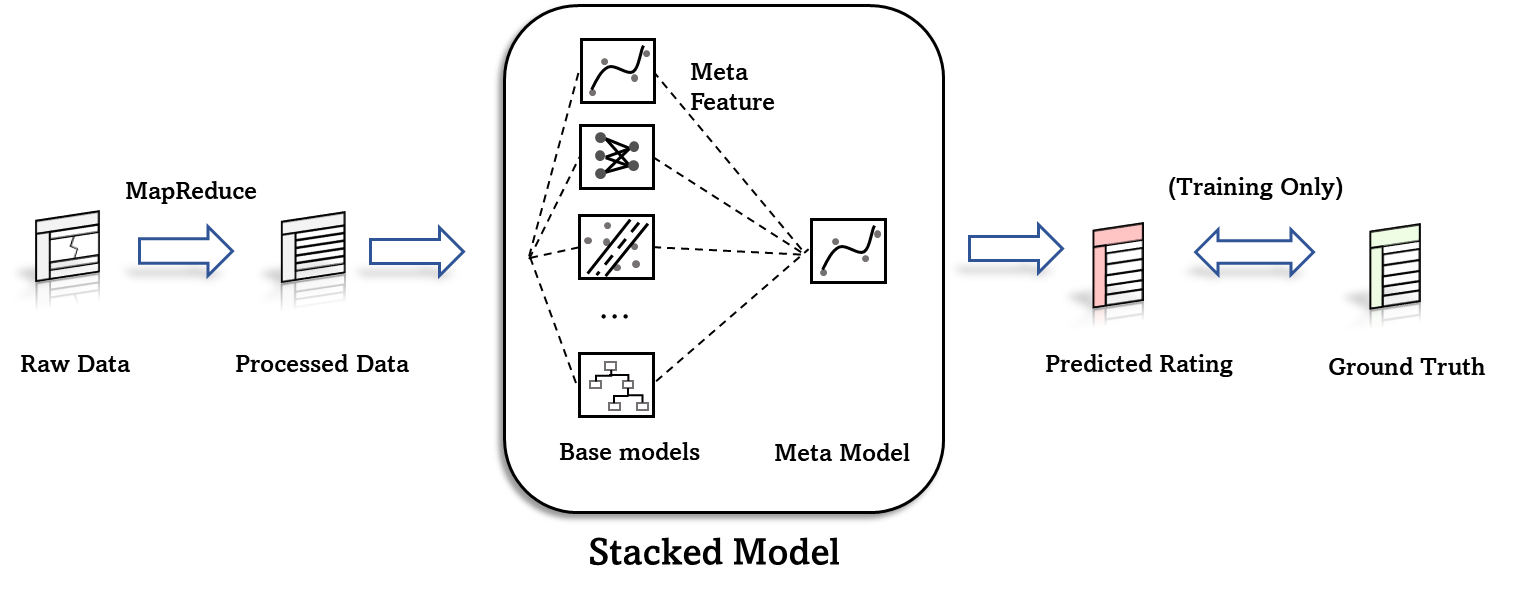 Meta
Feature
MapReduce
(Training Only)
...
Raw Data
Processed Data
Predicted Rating
Ground Truth
Base models
Meta Model
Stacked Model